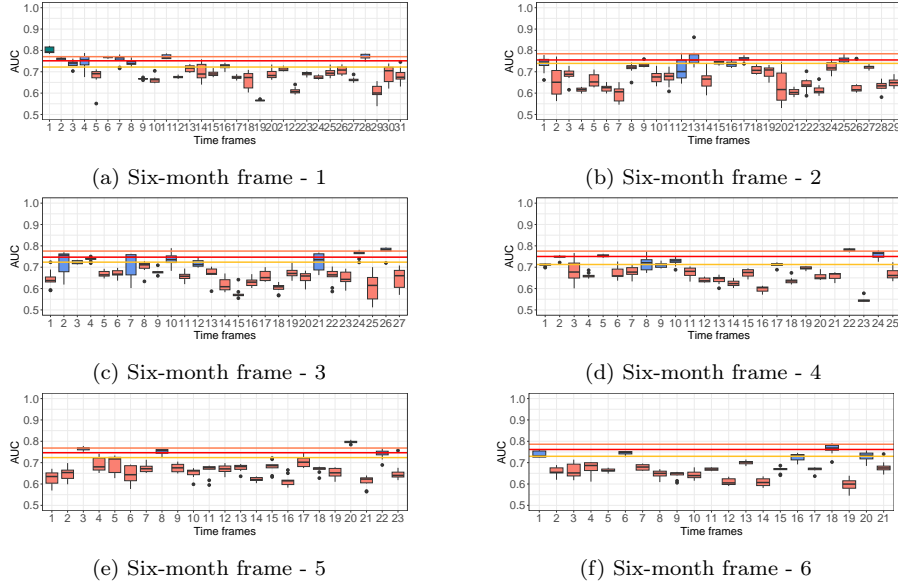 AUC
1.0
0.9
0.8
0.7
0.6
0.5
1 2 3 4 5 6 7 8 9 10 11 12 13 14 15 16 17 18 19 20 21 22 23 24 25 26 27 28 29 30 31
Time frames
(a) Six-month frame - 1
AUC
1.0
0.9
0.8
0.7
0.6
0.5
1 2 3 4 5 6 7 8 9 10 11 12 13 14 15 16 17 18 19 20 21 22 23 24 25 26 27 28 29
Time frames
(b) Six-month frame - 2
AUC
1.0
0.9
0.8
0.7
0.6
0.5
1 2 3 4 5 6 7 8 9 10 11 12 13 14 15 16 17 18 19 20 21 22 23 24 25 26 27
Time frames
(c) Six-month frame - 3
AUC
1.0
0.9
0.8
0.7
0.6
0.5
1 2 3 4 5 6 7 8 9 10 11 12 13 14 15 16 17 18 19 20 21 22 23 24 25
Time frames
(d) Six-month frame - 4
AUC
1.0
0.9
0.8
0.7
0.6
0.5
1 2 3 4 5 6 7 8 9 10 11 12 13 14 15 16 17 18 19 20 21 22 23
Time frames
(e) Six-month frame - 5
AUC
1.0
0.9
0.8
0.7
0.6
0.5
1 2 3 4 5 6 7 8 9 10 11 12 13 14 15 16 17 18 19 20 21
Time frames
(f) Six-month frame - 6